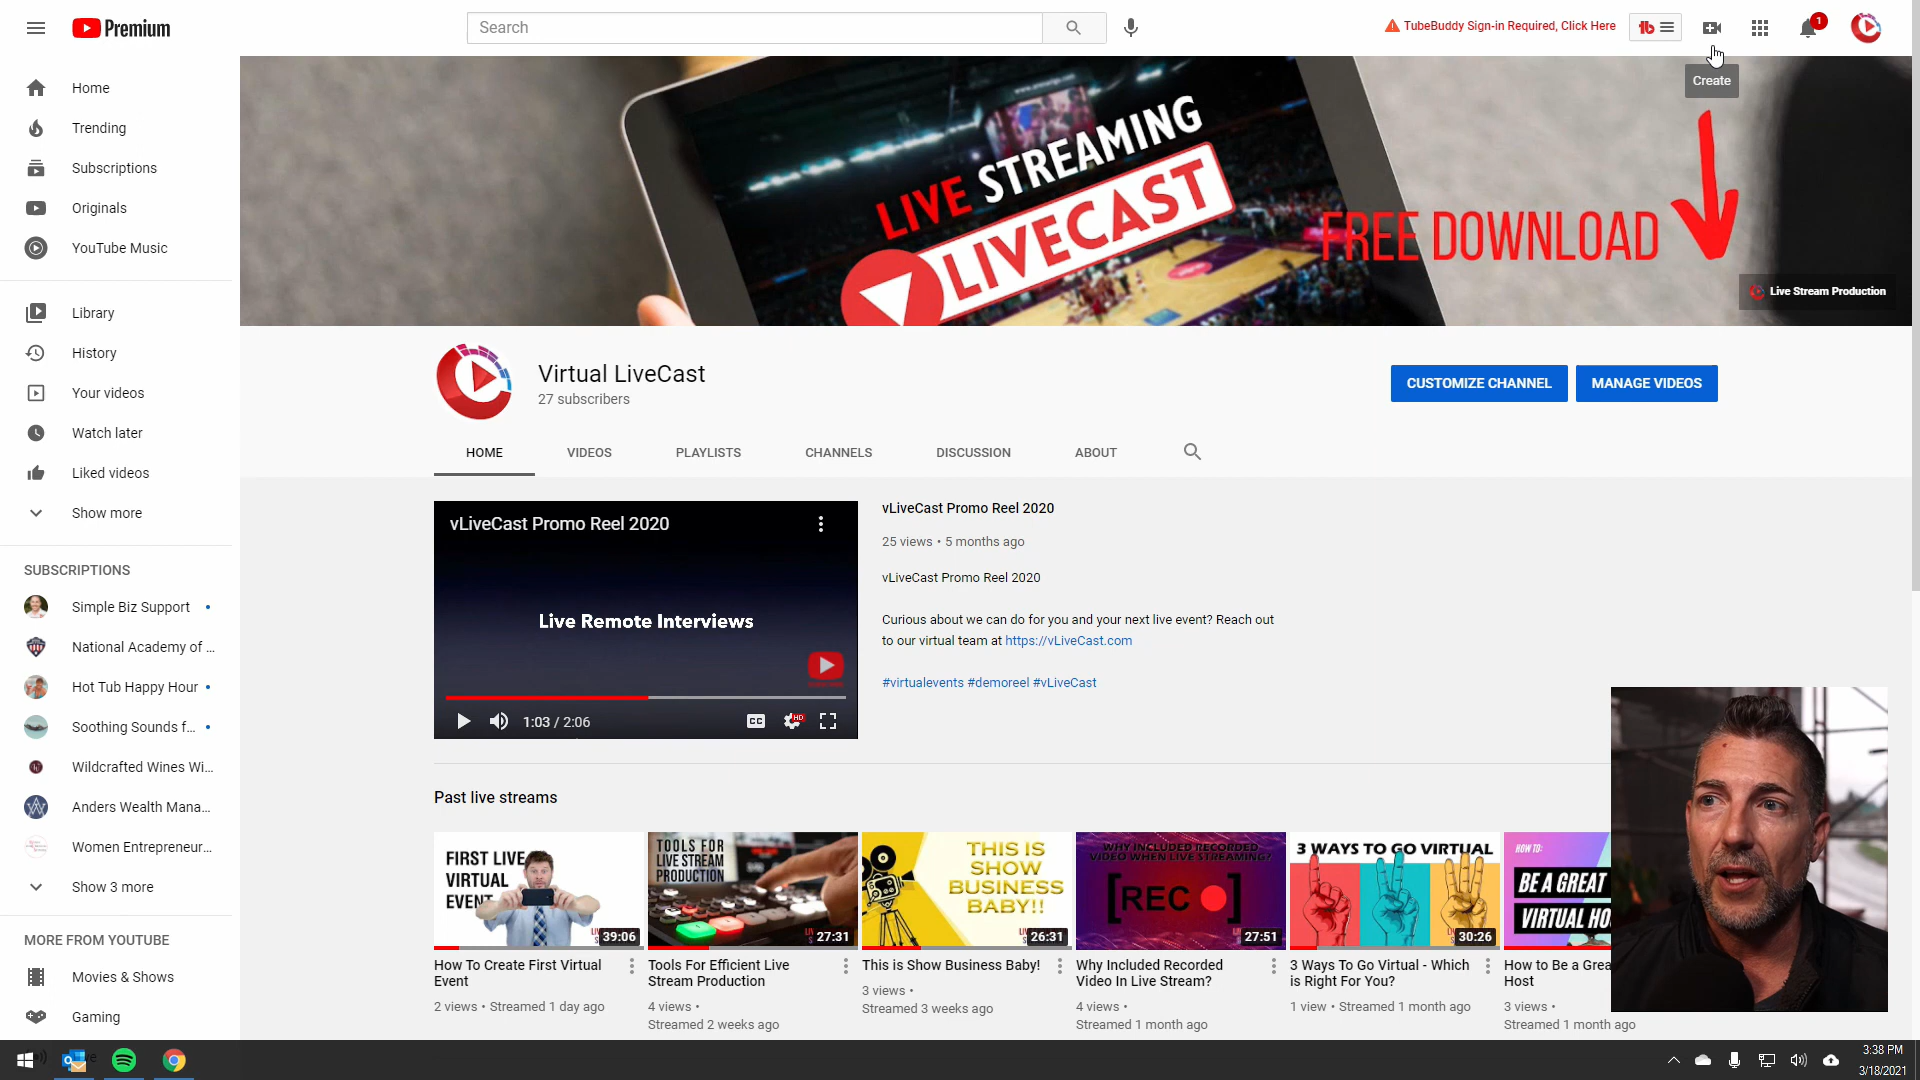 Premium
Search
TubeBuddy Sign-in Required, Click Here
tb
1
Create
Home
Trending
Subscriptions
Originals
YouTube Music
Library
History
Your videos
Watch later
Liked videos
Show more
SUBSCRIPTIONS
Simple Biz Support
National Academy of ...
Hot Tub Happy Hour
Soothing Sounds f...
Wildcrafted Wines Wi...
Anders Wealth Mana...
Women Entrepreneur...
Show 3 more
MORE FROM YOUTUBE
Movies & Shows
Gaming
LIVE STREAMING
LIVECAST
FREE DOWNLOAD
Live Stream Production
Virtual LiveCast
27 subscribers
CUSTOMIZE CHANNEL
MANAGE VIDEOS
HOME
VIDEOS
PLAYLISTS
CHANNELS
DISCUSSION
ABOUT
vLiveCast Promo Reel 2020
Live Remote Interviews
1:03 / 2:06
CC
HD
vLiveCast Promo Reel 2020
25 views • 5 months ago
vLiveCast Promo Reel 2020
Curious about we can do for you and your next live event? Reach out
to our virtual team at https://vLiveCast.com
#virtualevents #demoreel #vLiveCast
Past live streams
FIRST LIVE
VIRTUAL
EVENT
39:06
How To Create First Virtual
Event
2 views • Streamed 1 day ago
TOOLS FOR
LIVE STREAM
PRODUCTION
27:31
Tools For Efficient Live
Stream Production
4 views •
Streamed 2 weeks ago
THIS IS
SHOW
BUSINESS
BABY!!
26:31
This is Show Business Baby!
3 views •
Streamed 3 weeks ago
WHY INCLUDED RECORDED
VIDEO WHEN LIVE STREAMING?
[REC ]
27:51
Why Included Recorded
Video In Live Stream?
4 views •
Streamed 1 month ago
3 WAYS TO GO VIRTUAL
30:26
3 Ways To Go Virtual - Which
is Right For You?
1 view • Streamed 1 month ago
HOW TO:
BE A GREAT
VIRTUAL HO
How to Be a Grea
Host
3 views •
Streamed 1 month ago
3:38 PM
3/18/2021